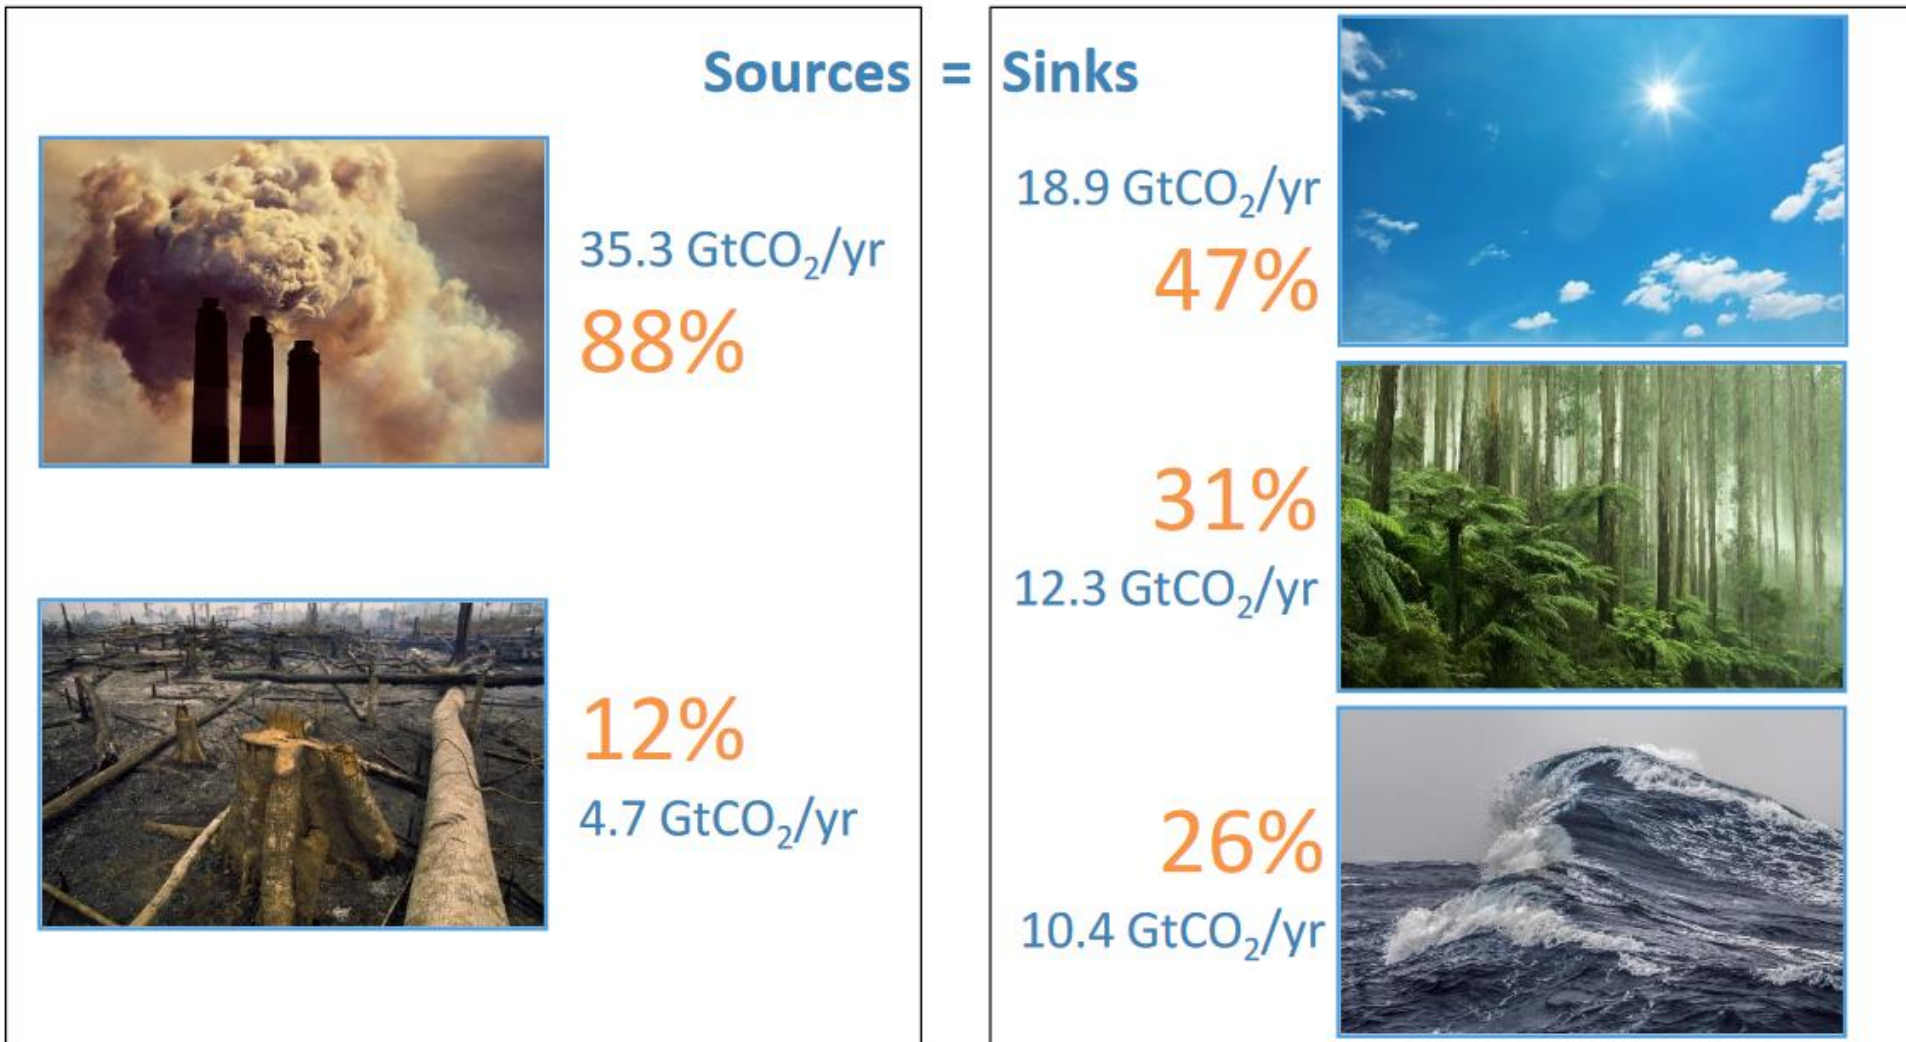 Sources = Sinks
35.3 GtCO₂/yr
88%
12%
4.7 GtCO₂/yr
18.9 GtCO₂/yr
47%
31%
12.3 GtCO₂/yr
26%
10.4 GtCO₂/yr